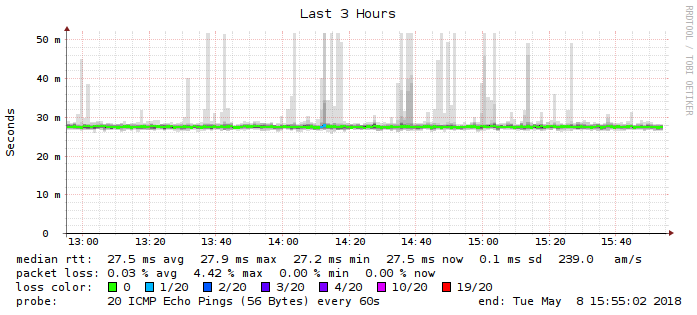 Last 3 Hours
RRDTOOL / TOBI OETIKER
Seconds
50 m
40 m
30 m
20 m
10 m
0
13:00 13:20 13:40 14:00 14:20 14:40 15:00 15:20 15:40
median rtt: 27.5 ms avg 27.9 ms max 27.2 ms min 27.5 ms now 0.1 ms sd 239.0 am/s
packet loss: 0.03 % avg 4.42 % max 0.00 % min 0.00 % now
loss color: 0 1/20 2/20 3/20 4/20 10/20 19/20
probe: 20 ICMP Echo Pings (56 Bytes) every 60s end: Tue May 8 15:55:02 2018